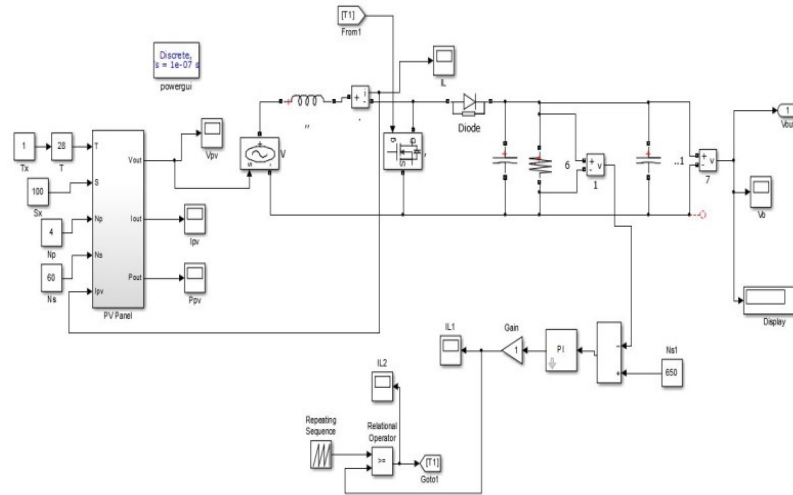 [T1]
From1
Discrete,
s = 1e-07 s
powergui
IL
Diode
1
Tx
28
T
100
Sx
4
Np
60
Ns
T
S
Np
Ns
Ipv
Vout
Iout
Pout
PV Panel
Vpv
Ipv
Ppv
V
6
1
..1
7
1
Vout
Vo
Display
IL1
Gain
1
PI
Ns1
650
IL2
Repeating
Sequence
Relational
Operator
>=
[T1]
Goto1